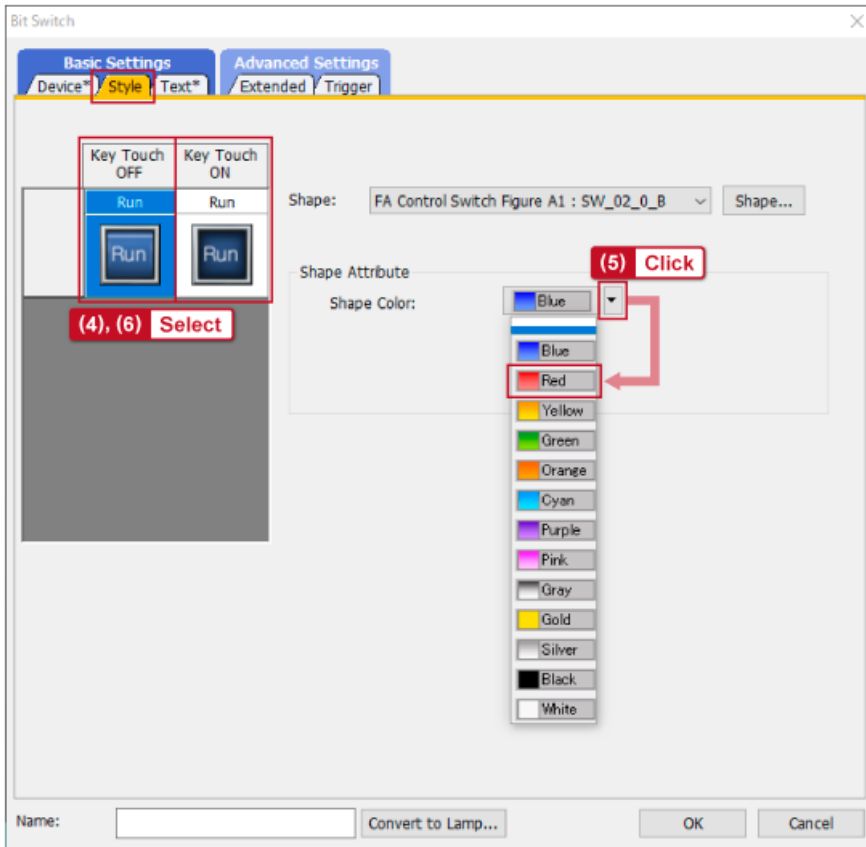 Bit Switch
Basic Settings
Advanced Settings
Device*
Style
Text*
Extended
Trigger
Key Touch OFF
Key Touch ON
Run
Run
Run
Run
(4), (6) Select
Shape:
FA Control Switch Figure A1 : SW_02_0_B
Shape...
Shape Attribute
(5) Click
Shape Color:
Blue
Blue
Red
Yellow
Green
Orange
Cyan
Purple
Pink
Gray
Gold
Silver
Black
White
Name:
Convert to Lamp...
OK
Cancel